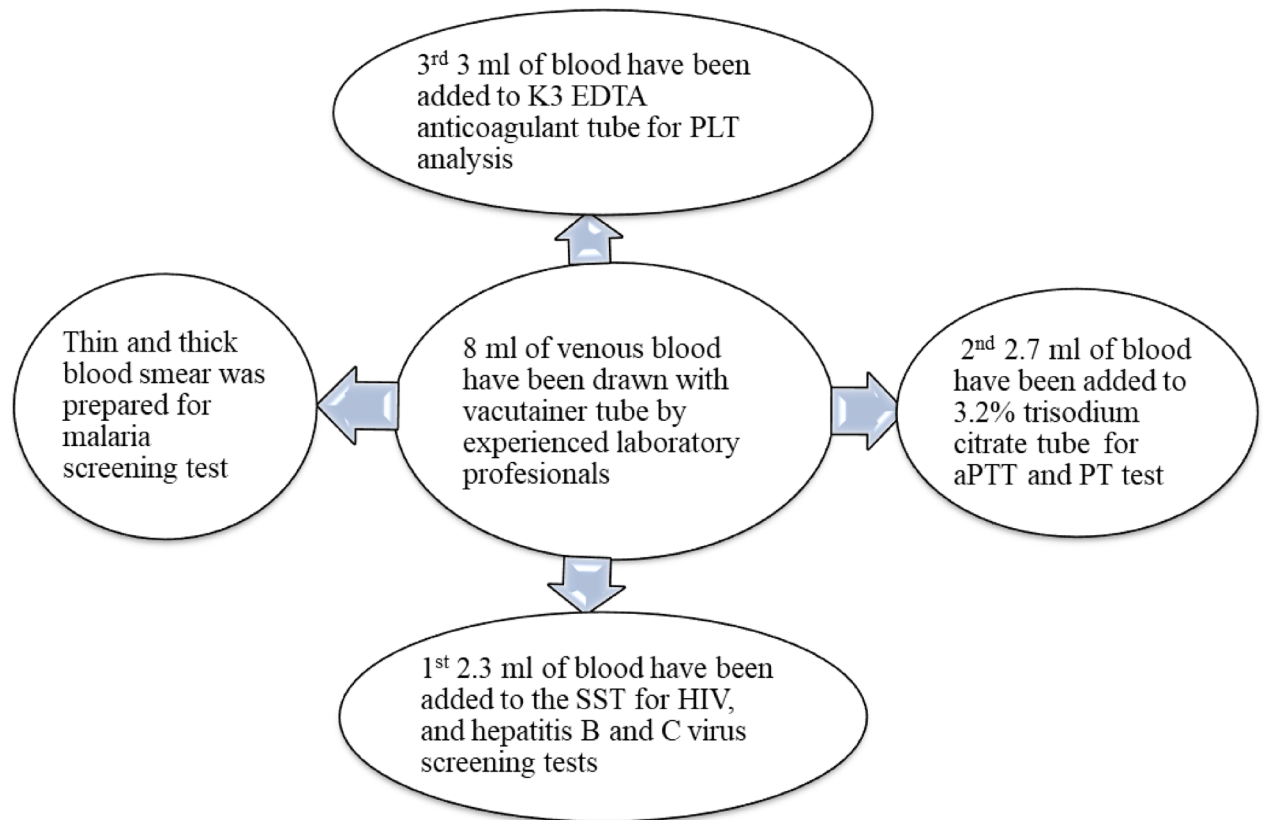 3rd 3 ml of blood have been
added to K3 EDTA
anticoagulant tube for PLT
analysis
Thin and thick
blood smear was
prepared for
malaria
screening test
8 ml of venous blood
have been drawn with
vacutainer tube by
experienced laboratory
profesionals
2nd 2.7 ml of blood
have been added to
3.2% trisodium
citrate tube for
aPTT and PT test
1st 2.3 ml of blood have been
added to the SST for HIV,
and hepatitis B and C virus
screening tests